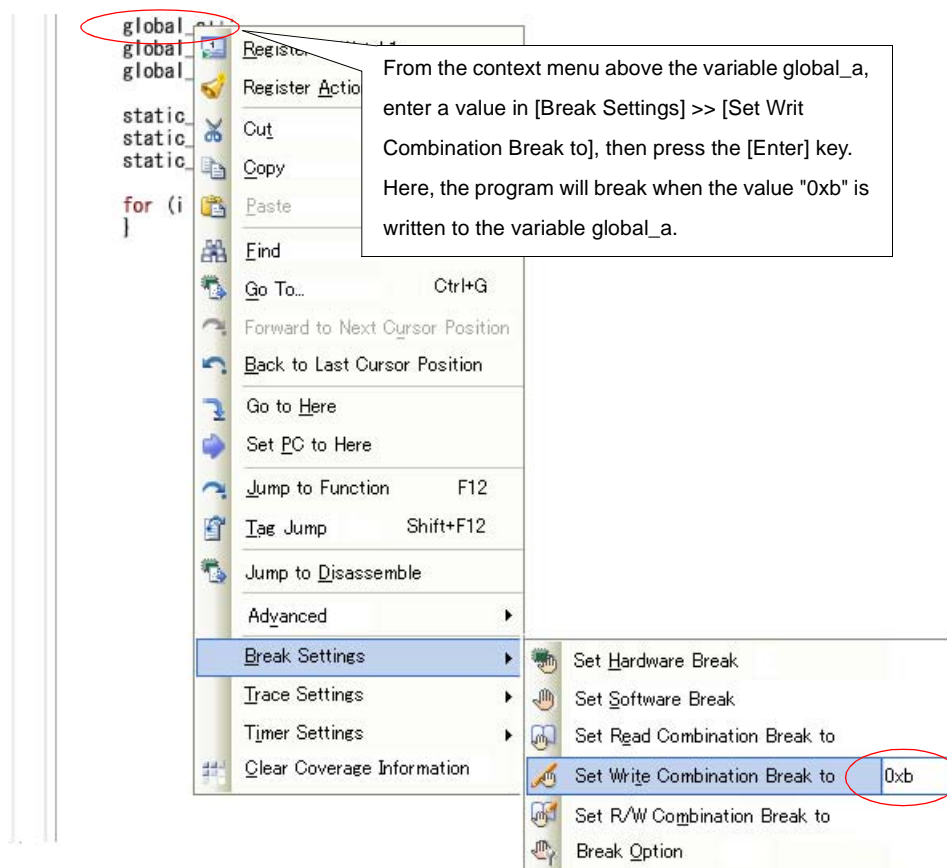 global_a++
global_
global_
static_
static_
static_
for (i
}
From the context menu above the variable global_a,
enter a value in [Break Settings] >> [Set Writ
Combination Break to], then press the [Enter] key.
Here, the program will break when the value "0xb" is
written to the variable global_a.
Register
Register Actio
Cut
Copy
Paste
Find
Go To... Ctrl+G
Forward to Next Cursor Position
Back to Last Cursor Position
Go to Here
Set PC to Here
Jump to Function F12
Tag Jump Shift+F12
Jump to Disassemble
Advanced
Break Settings
Trace Settings
Timer Settings
Clear Coverage Information
Set Hardware Break
Set Software Break
Set Read Combination Break to
Set Write Combination Break to 0xb
Set R/W Combination Break to
Break Option